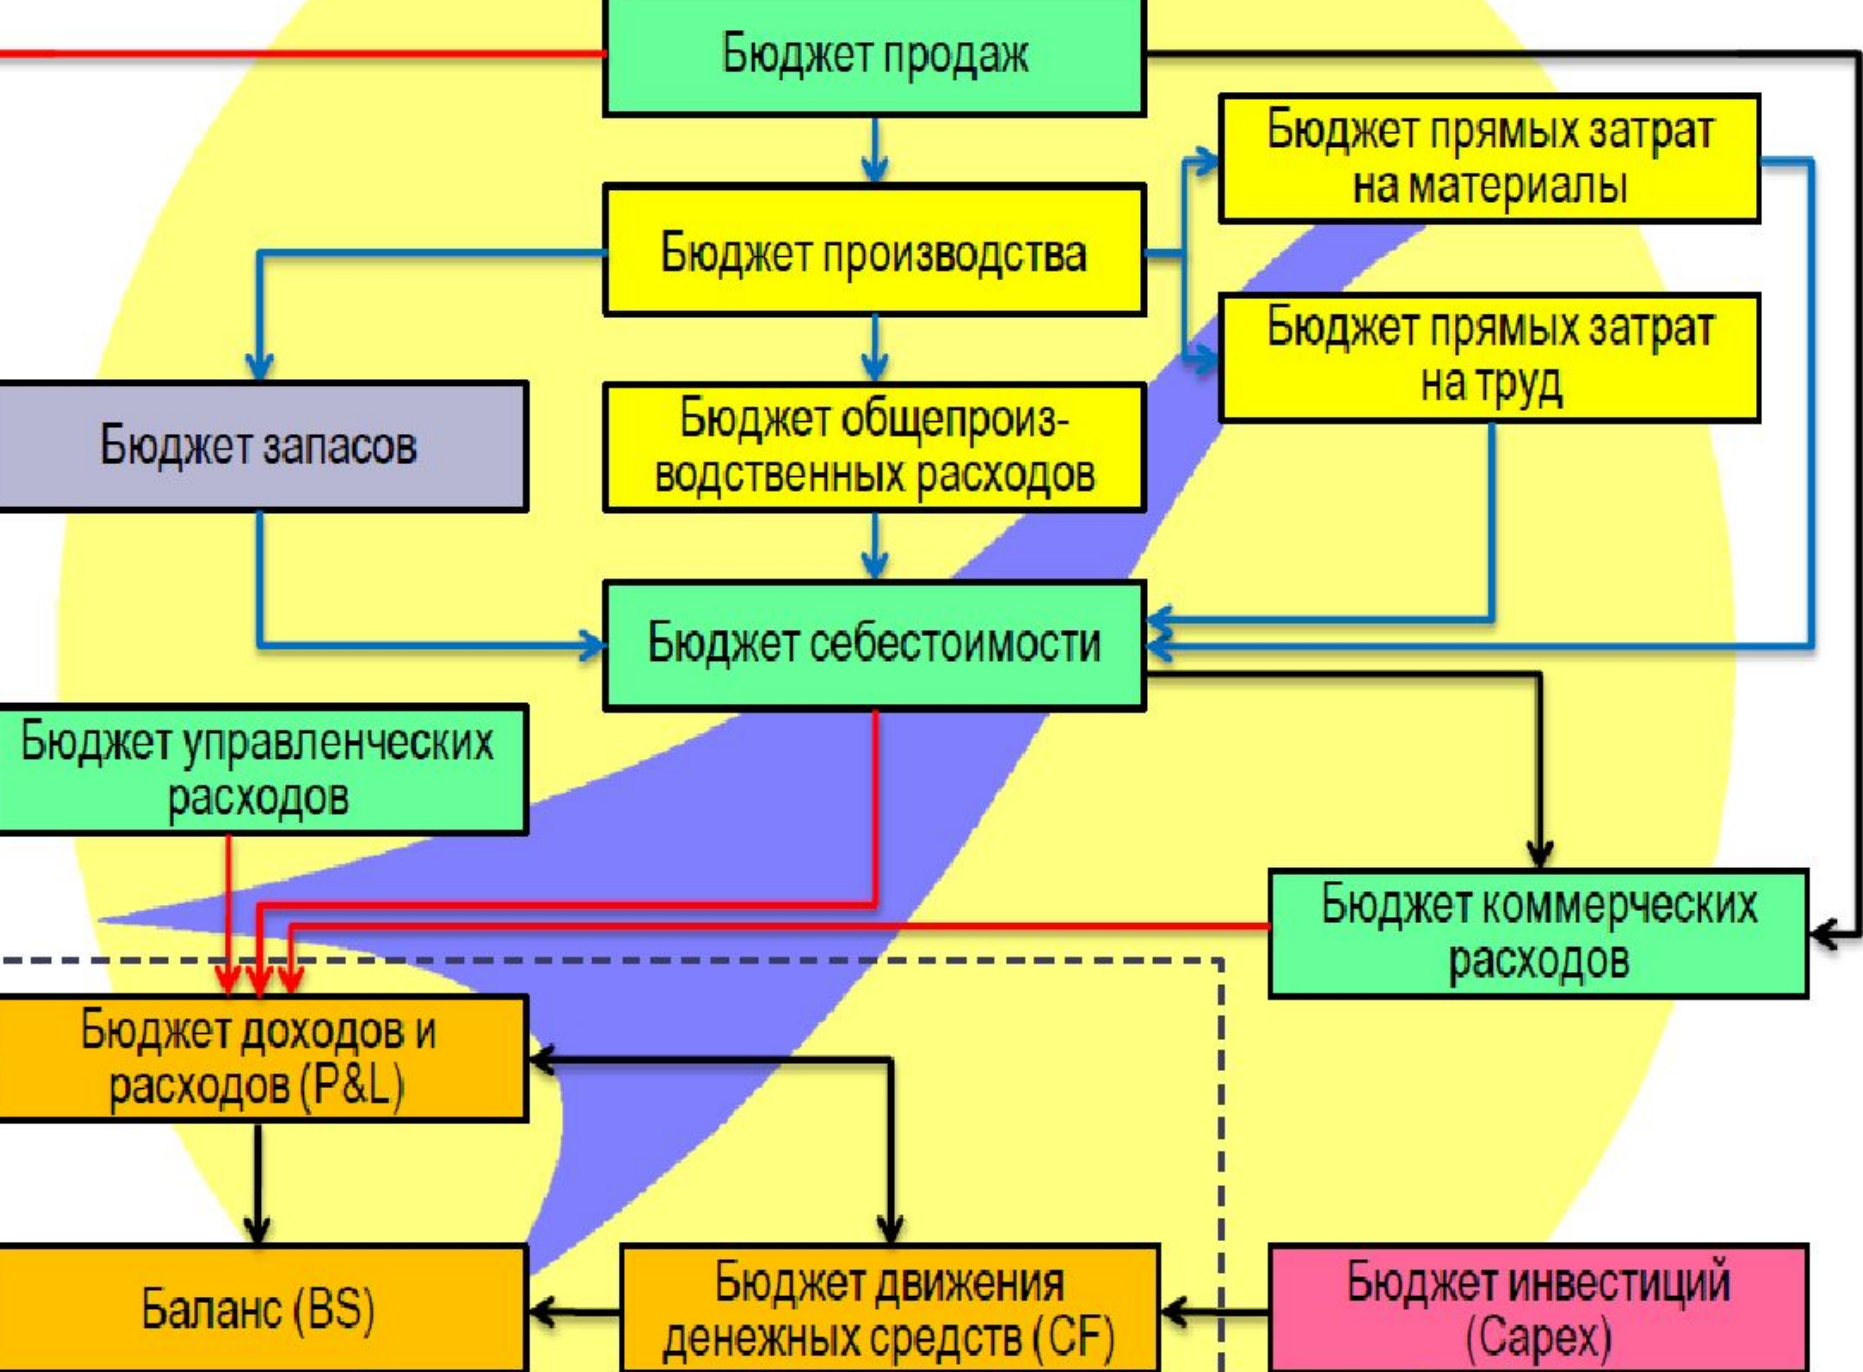 Бюджет продаж
Бюджет прямых затрат
на материалы
Бюджет производства
Бюджет прямых затрат
на труд
Бюджет запасов
Бюджет общепроиз-
водственных расходов
Бюджет себестоимости
Бюджет управленческих
расходов
Бюджет коммерческих
расходов
Бюджет доходов и
расходов (P&L)
Баланс (BS)
Бюджет движения
денежных средств (CF)
Бюджет инвестиций
(Capex)